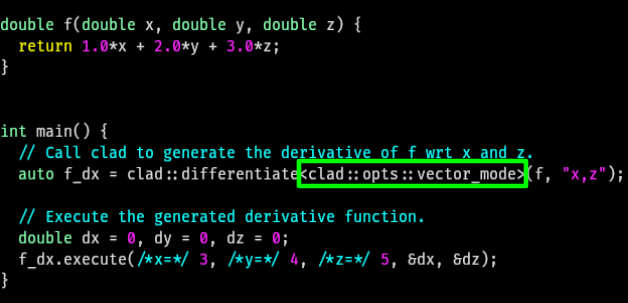 double f(double x, double y, double z) {
  return 1.0*x + 2.0*y + 3.0*z;
}
int main() {
  // Call clad to generate the derivative of f wrt x and z.
  auto f_dx = clad::differentiate<clad::opts::vector_mode>(f, "x,z");
  // Execute the generated derivative function.
  double dx = 0, dy = 0, dz = 0;
  f_dx.execute(/*x=*/ 3, /*y=*/ 4, /*z=*/ 5, &dx, &dz);
}